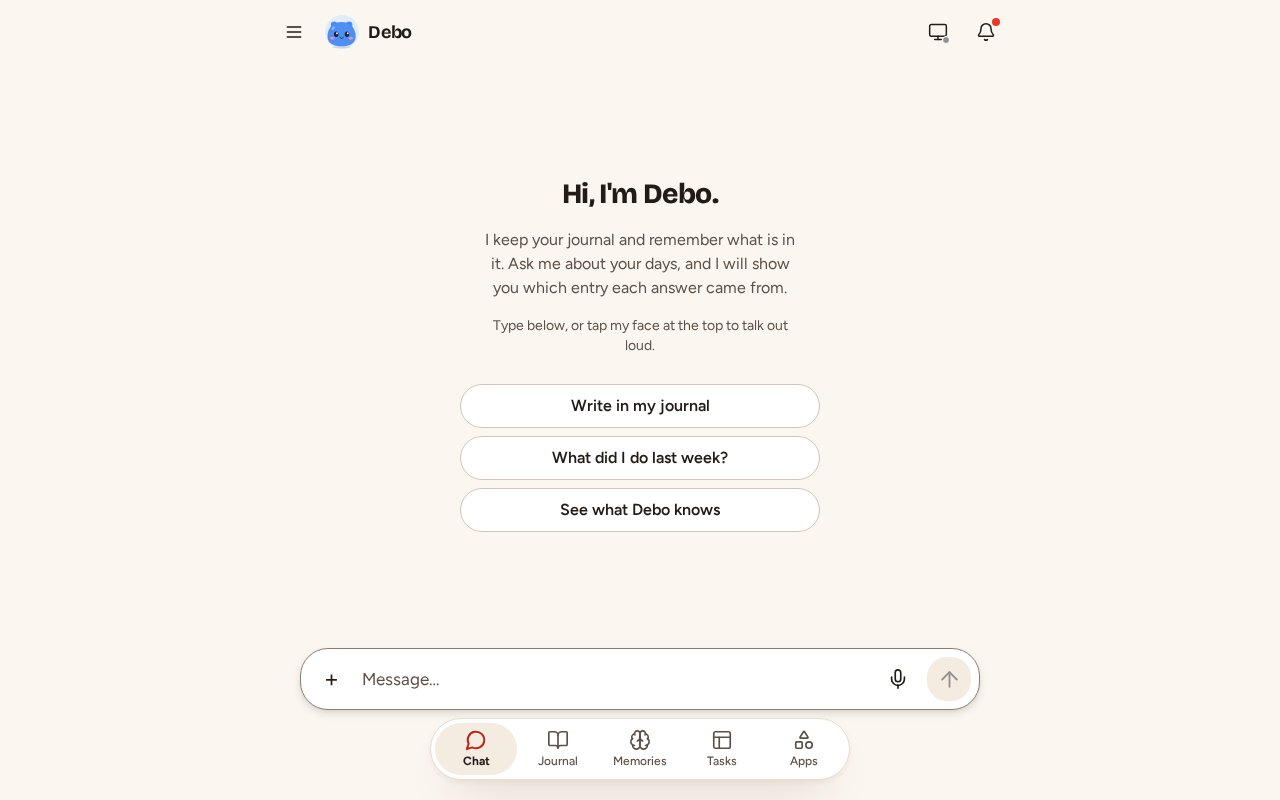 Debo
Hi, I'm Debo.
I keep your journal and remember what is in
it. Ask me about your days, and I will show
you which entry each answer came from.
Type below, or tap my face at the top to talk out
loud.
Write in my journal
What did I do last week?
See what Debo knows
Message...
Chat
Journal
Memories
Tasks
Apps